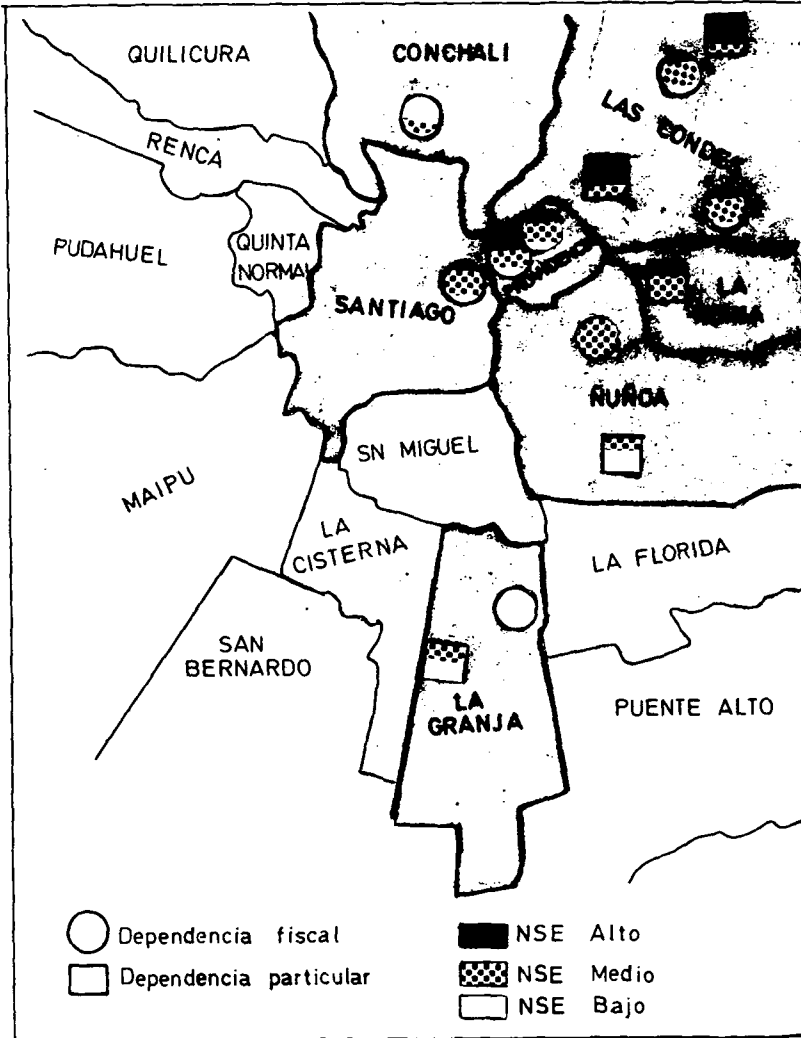 QUILICURA
CONCHALI
LAS CONDES
RENCA
PUDAHUEL
QUINTA
NORMAL
SANTIAGO
LA
ÑUÑOA
SN MIGUEL
MAIPU
LA
CISTERNA
LA FLORIDA
SAN
BERNARDO
LA
GRANJA
PUENTE ALTO
Dependencia fiscal
Dependencia particular
NSE Alto
NSE Medio
NSE Bajo